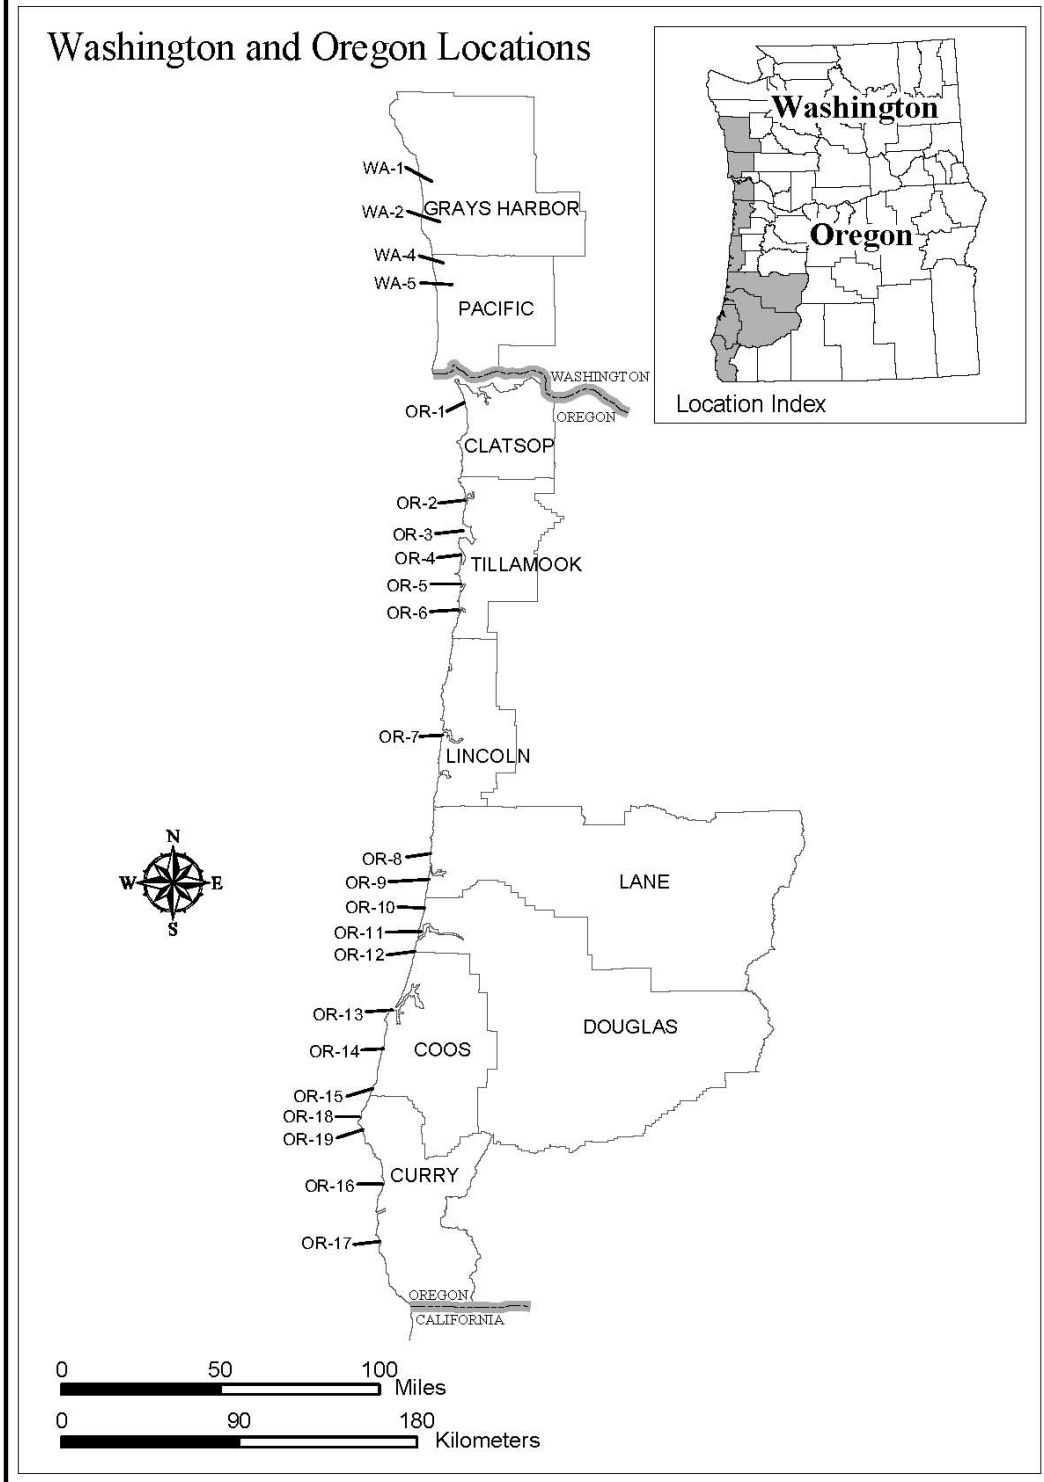 Washington and Oregon Locations
Washington
Oregon
Location Index
WA-1
WA-2
GRAYS HARBOR
WA-4
WA-5
PACIFIC
WASHINGTON
OREGON
OR-1
CLATSOP
OR-2
OR-3
OR-4
TILLAMOOK
OR-5
OR-6
OR-7
LINCOLN
N
W
E
S
OR-8
OR-9
LANE
OR-10
OR-11
OR-12
OR-13
DOUGLAS
OR-14
COOS
OR-15
OR-18
OR-19
CURRY
OR-16
OR-17
OREGON
CALIFORNIA
0 50 100
Miles
0 90 180
Kilometers